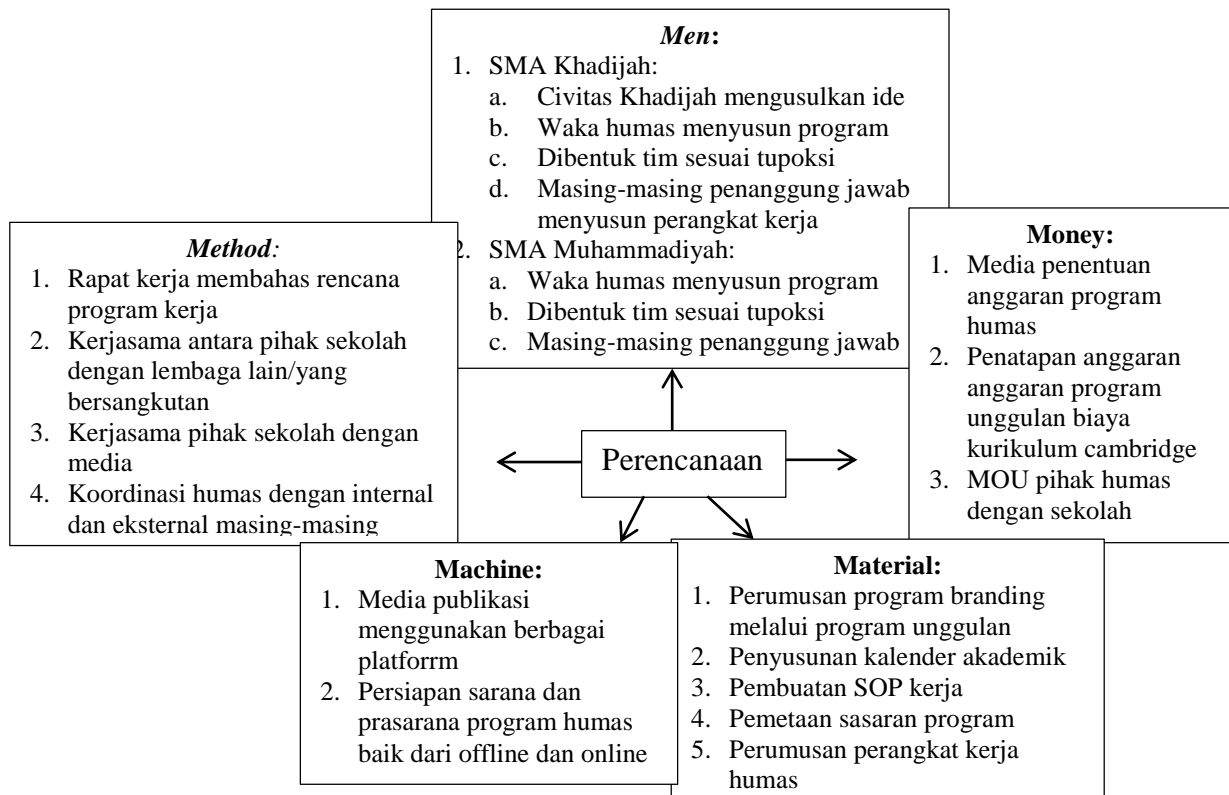 Men:
1. SMA Khadijah:
a. Civitas Khadijah mengusulkan ide
b. Waka humas menyusun program
c. Dibentuk tim sesuai tupoksi
d. Masing-masing penanggung jawab
menyusun perangkat kerja
2. SMA Muhammadiyah:
a. Waka humas menyusun program
b. Dibentuk tim sesuai tupoksi
c. Masing-masing penanggung jawab
Method:
1. Rapat kerja membahas rencana
program kerja
2. Kerjasama antara pihak sekolah
dengan lembaga lain/yang
bersangkutan
3. Kerjasama pihak sekolah dengan
media
4. Koordinasi humas dengan internal
dan eksternal masing-masing
Money:
1. Media penentuan
anggaran program
humas
2. Penatapan anggaran
anggaran program
unggulan biaya
kurikulum cambridge
3. MOU pihak humas
dengan sekolah
Perencanaan
Machine:
1. Media publikasi
menggunakan berbagai
platforrm
2. Persiapan sarana dan
prasarana program humas
baik dari offline dan online
Material:
1. Perumusan program branding
melalui program unggulan
2. Penyusunan kalender akademik
3. Pembuatan SOP kerja
4. Pemetaan sasaran program
5. Perumusan perangkat kerja
humas